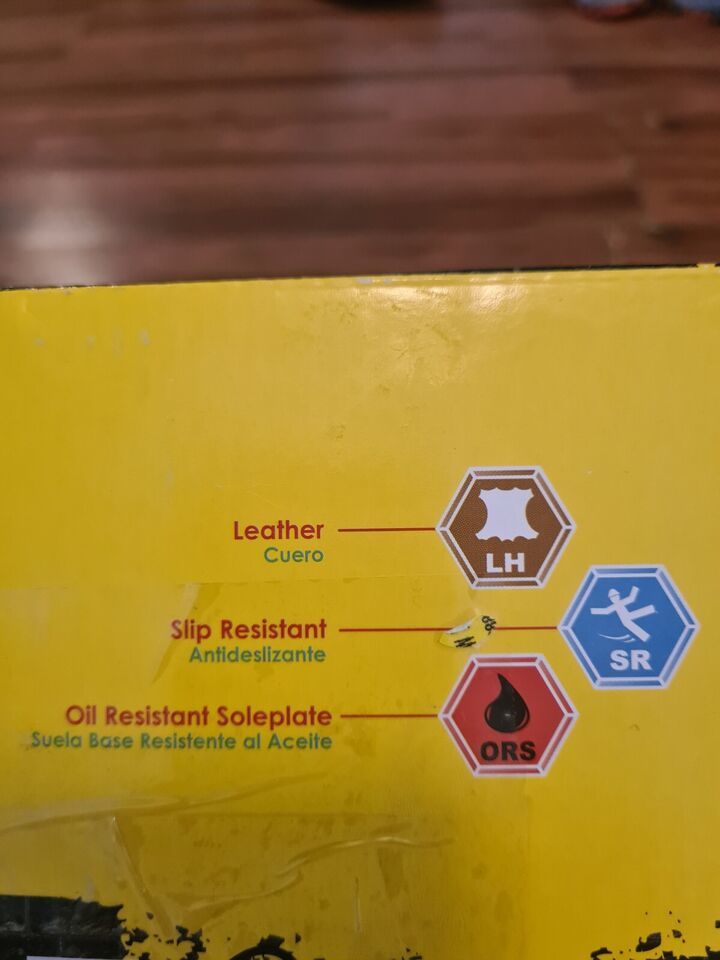 Leather
Cuero
LH
Slip Resistant
Antideslizante
SR
Oil Resistant Soleplate
Suela Base Resistente al Aceite
ORS